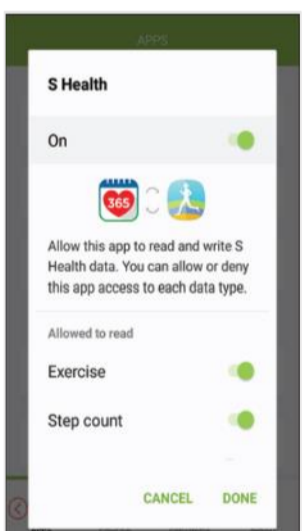 APPS
S Health
On
365
Allow this app to read and write S
Health data. You can allow or deny
this app access to each data type.
Allowed to read
Exercise
Step count
CANCEL DONE